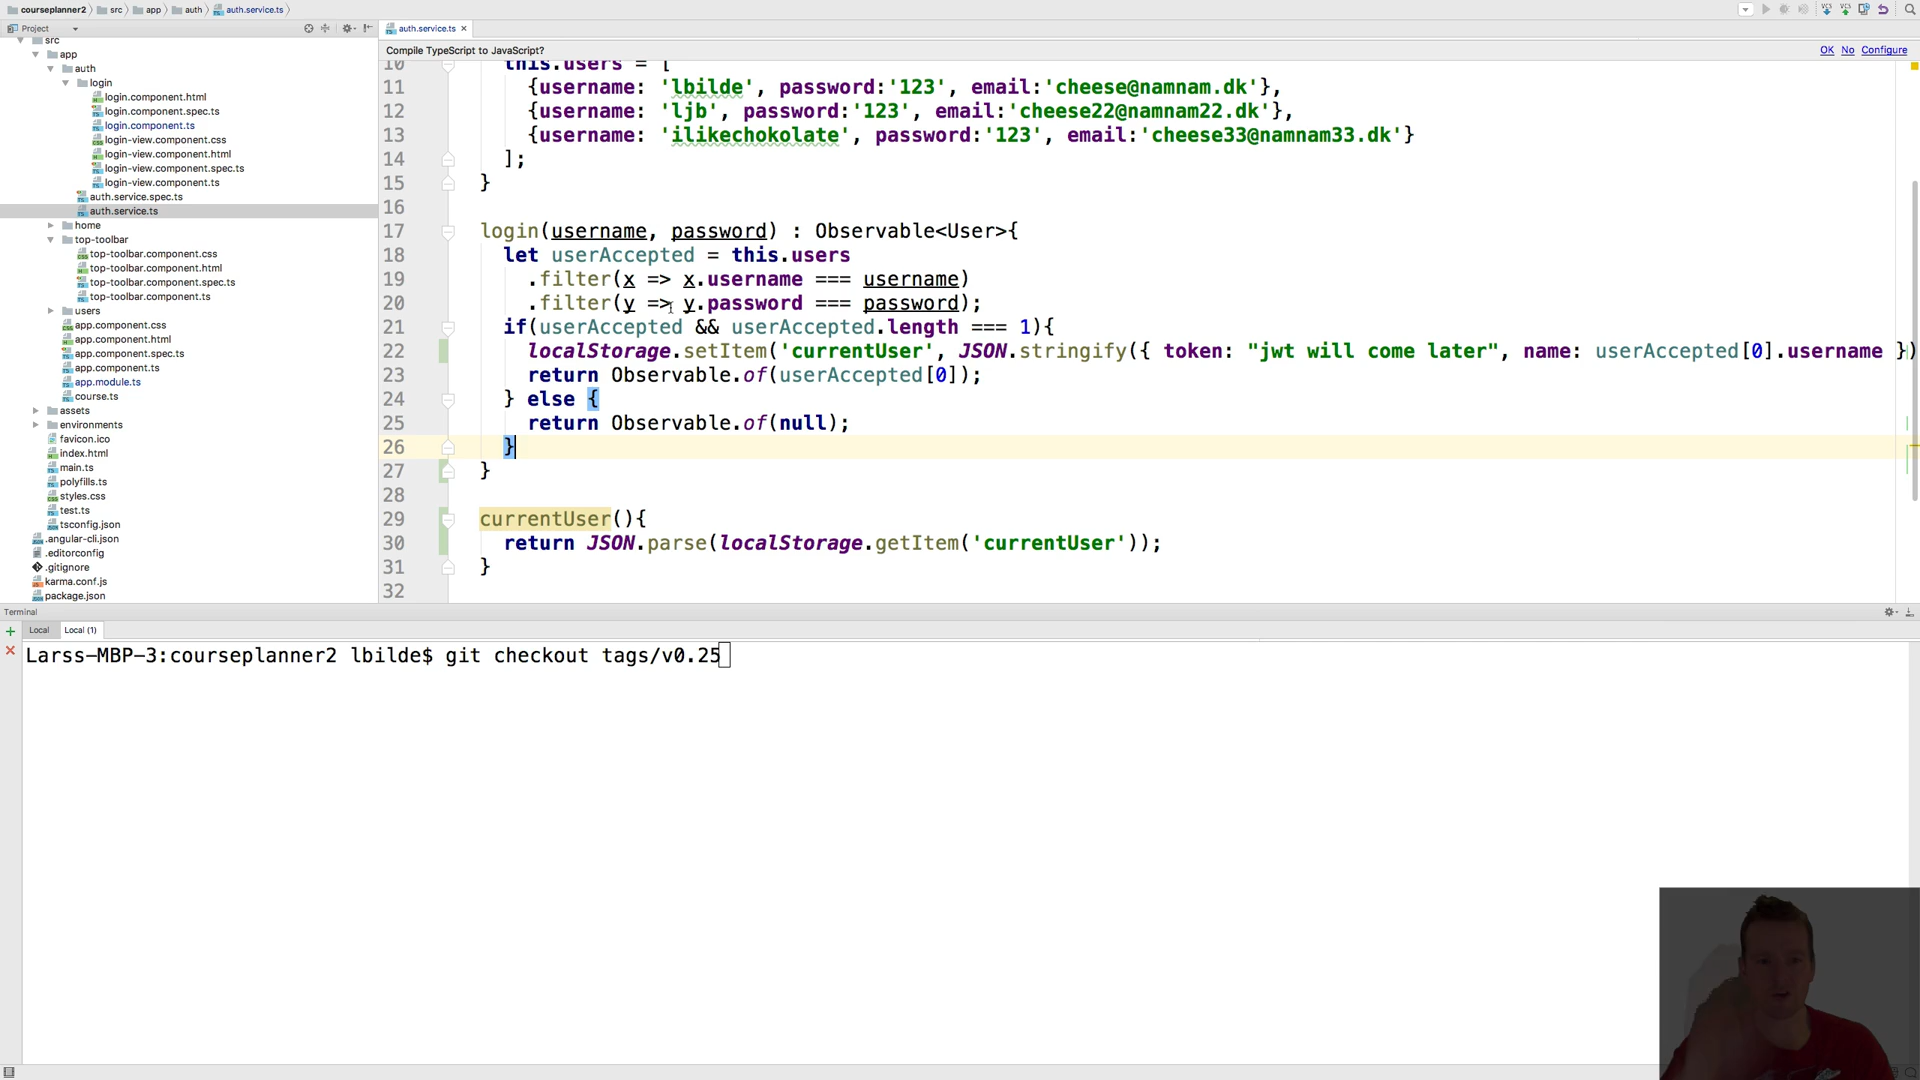 courseplanner2 src app auth auth.service.ts
Project
auth.service.ts
Compile TypeScript to JavaScript?
OK No Configure
src
app
auth
login
login.component.html
login.component.spec.ts
login.component.ts
login-view.component.css
login-view.component.html
login-view.component.spec.ts
login-view.component.ts
auth.service.spec.ts
auth.service.ts
home
top-toolbar
top-toolbar.component.css
top-toolbar.component.html
top-toolbar.component.spec.ts
top-toolbar.component.ts
users
app.component.css
app.component.html
app.component.spec.ts
app.component.ts
app.module.ts
course.ts
assets
environments
favicon.ico
index.html
main.ts
polyfills.ts
styles.css
test.ts
tsconfig.json
.angular-cli.json
.editorconfig
.gitignore
karma.conf.js
package.json
10 this.users = [
11 {username: 'lbilde', password:'123', email:'cheese@namnam.dk'},
12 {username: 'ljb', password:'123', email:'cheese22@namnam22.dk'},
13 {username: 'ilikechokolate', password:'123', email:'cheese33@namnam33.dk'}
14 ];
15 }
16
17 login(username, password) : Observable<User>{
18 let userAccepted = this.users
19 .filter(x => x.username === username)
20 .filter(y => y.password === password);
21 if(userAccepted && userAccepted.length === 1){
22 localStorage.setItem('currentUser', JSON.stringify({ token: "jwt will come later", name: userAccepted[0].username })
23 return Observable.of(userAccepted[0]);
24 } else {
25 return Observable.of(null);
26 }
27 }
28
29 currentUser(){
30 return JSON.parse(localStorage.getItem('currentUser'));
31 }
32
Terminal
Local Local (1)
Larss-MBP-3:courseplanner2 lbilde$ git checkout tags/v0.25